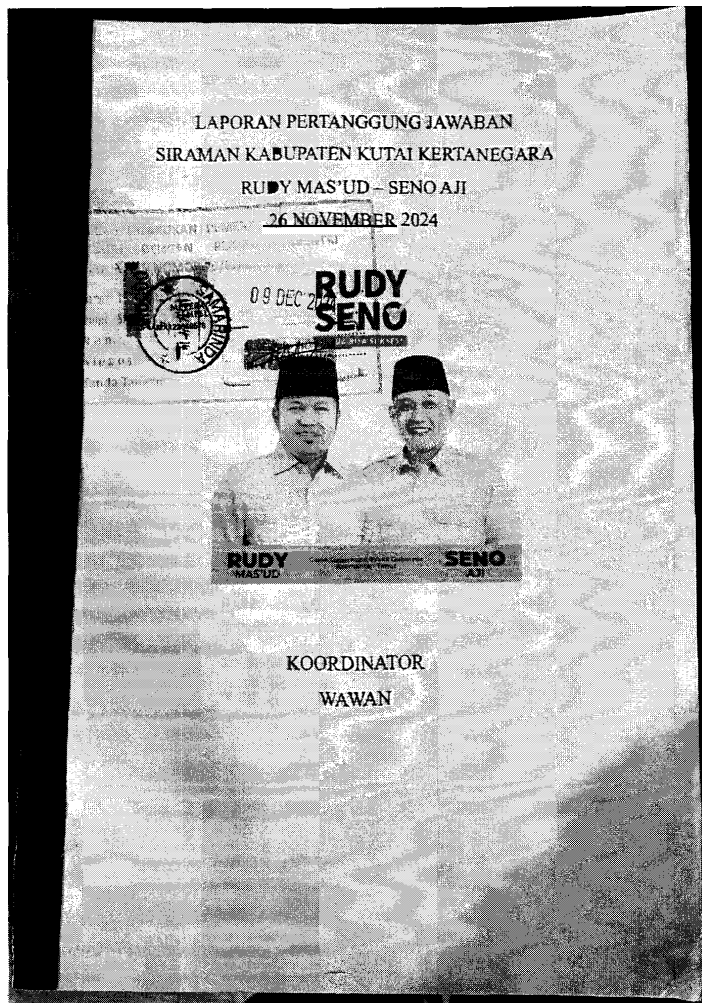 LAPORAN PERTANGGUNG JAWABAN
SIRAMAN KABUPATEN KUTAI KERTANEGARA
RUDY MAS'UD – SENO AJI
26 NOVEMBER 2024
09 DEC
SAMARINDA
RUDY
SENO
RUDY
MAS'UD
SENO
AJI
KOORDINATOR
WAWAN